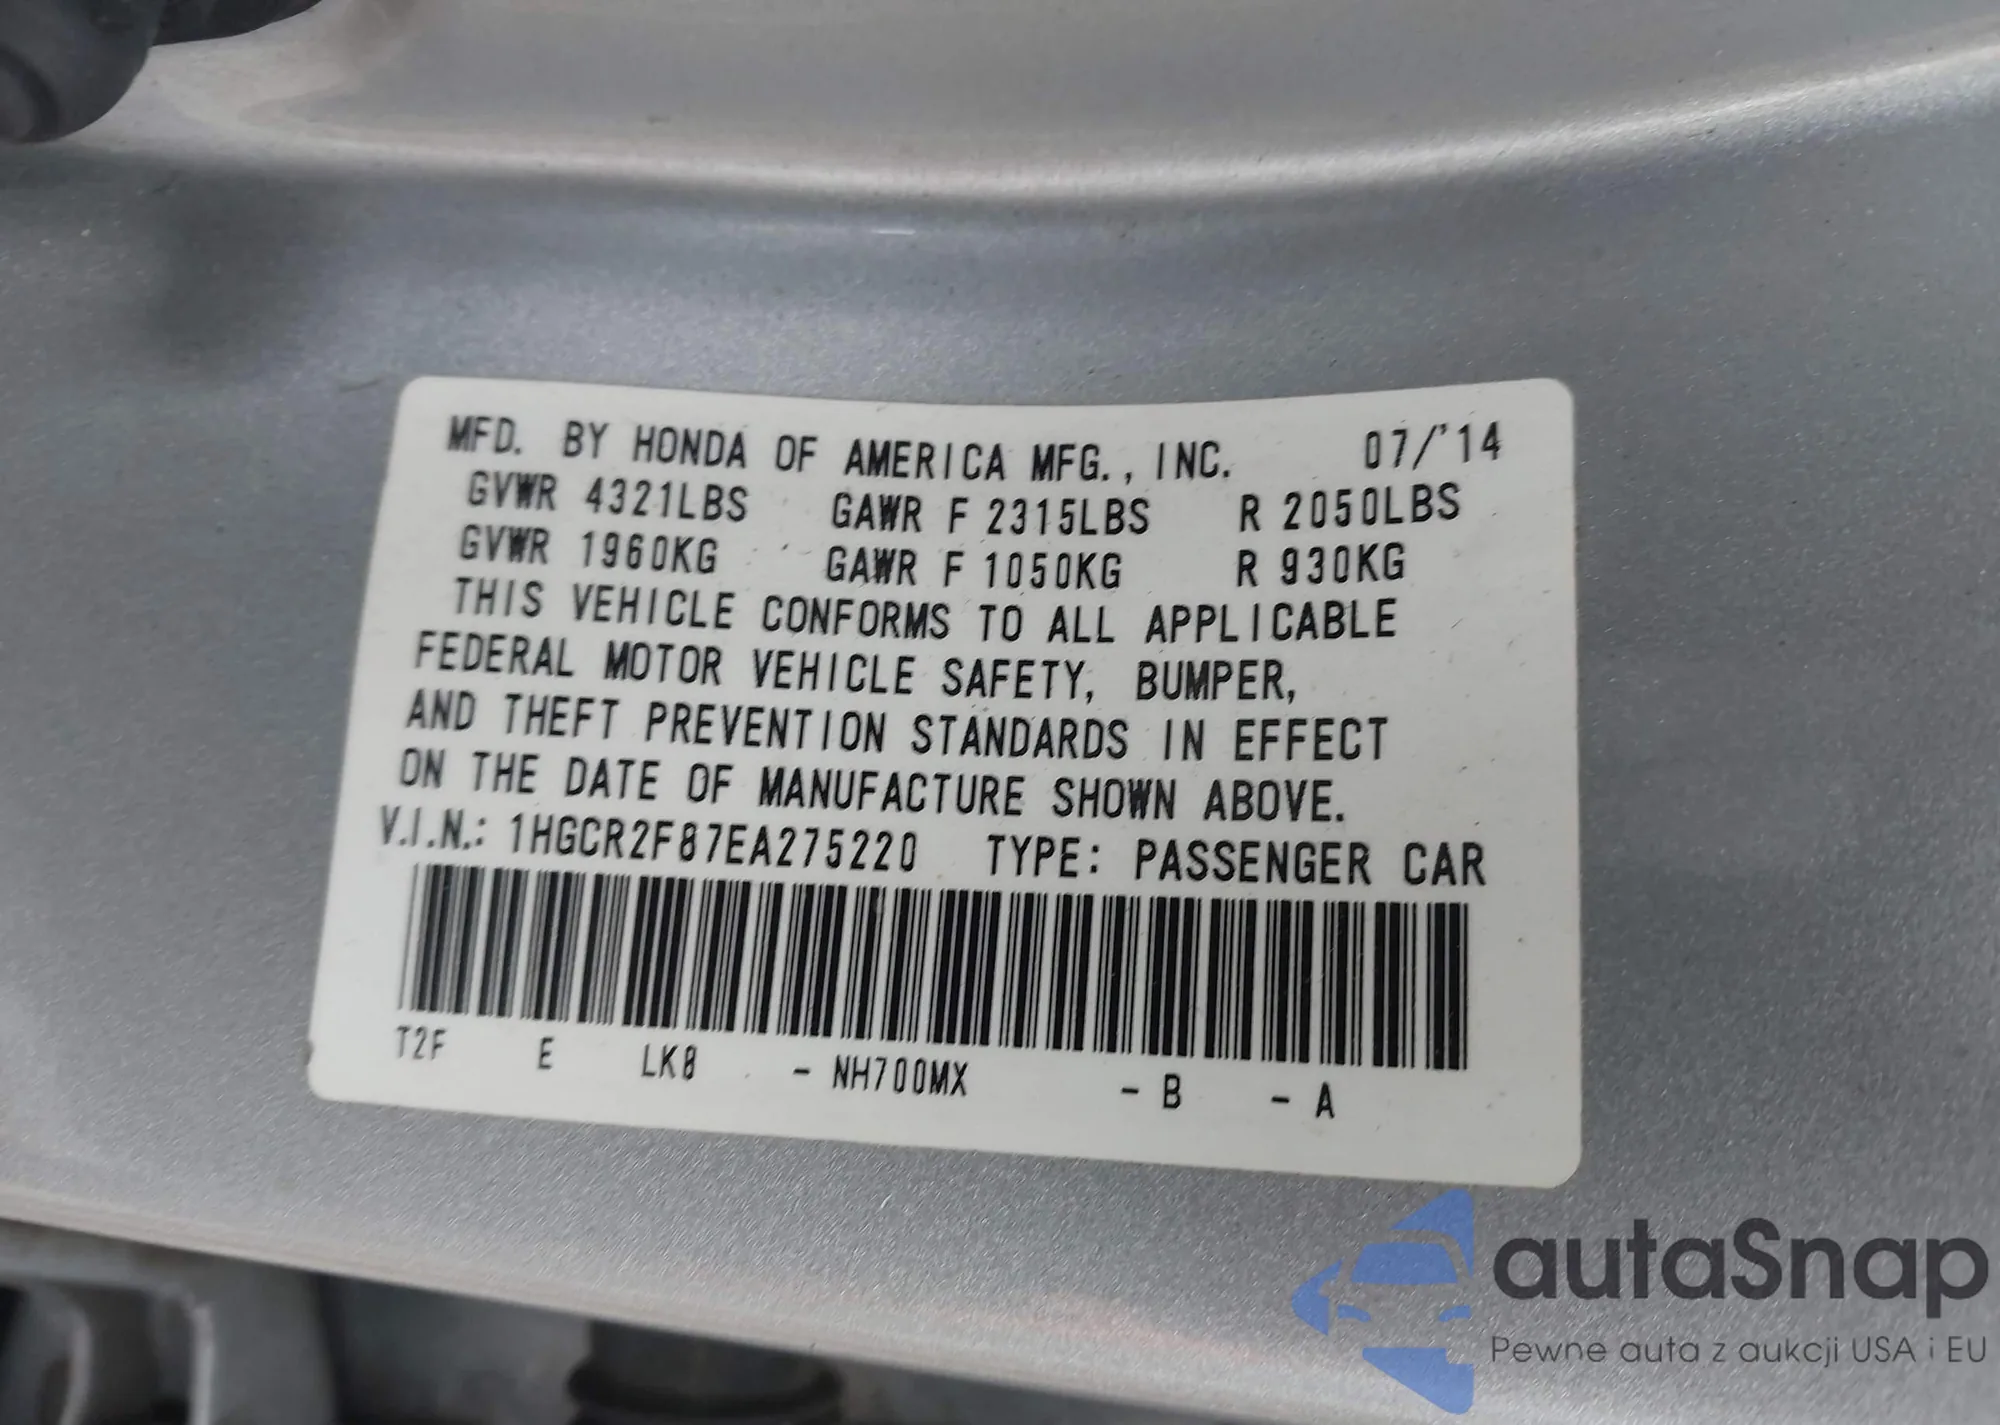 MFD. BY HONDA OF AMERICA MFG., INC. 07/'14
GVWR 4321LBS GAWR F 2315LBS R 2050LBS
GVWR 1960KG GAWR F 1050KG R 930KG
THIS VEHICLE CONFORMS TO ALL APPLICABLE
FEDERAL MOTOR VEHICLE SAFETY, BUMPER,
AND THEFT PREVENTION STANDARDS IN EFFECT
ON THE DATE OF MANUFACTURE SHOWN ABOVE.
V.I.N.: 1HGCR2F87EA275220 TYPE: PASSENGER CAR
T2F E LK8 - NH700MX - B - A
autaSnap
Pewne auta z aukcji USA i EU